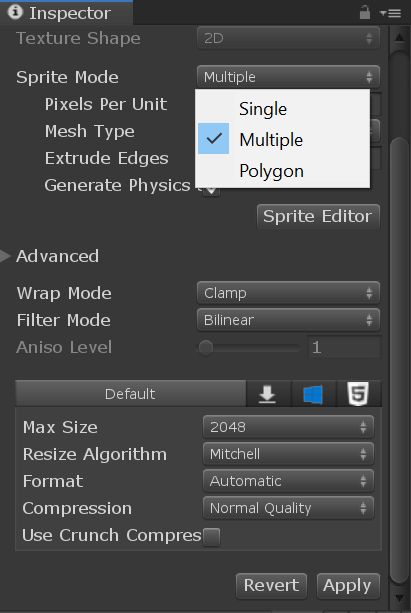 Inspector
Texture Shape 2D
Sprite Mode Multiple
Pixels Per Unit
Single
Mesh Type
Multiple
Extrude Edges
Polygon
Generate Physics
Sprite Editor
Advanced
Wrap Mode Clamp
Filter Mode Bilinear
Aniso Level 1
Default
Max Size 2048
Resize Algorithm Mitchell
Format Automatic
Compression Normal Quality
Use Crunch Compres
Revert Apply